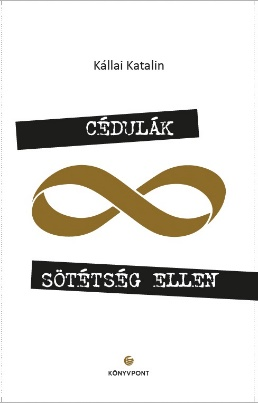 Kállai Katalin
CÉDULÁK
SÖTÉTSÉG ELLEN
KÖNYVPONT